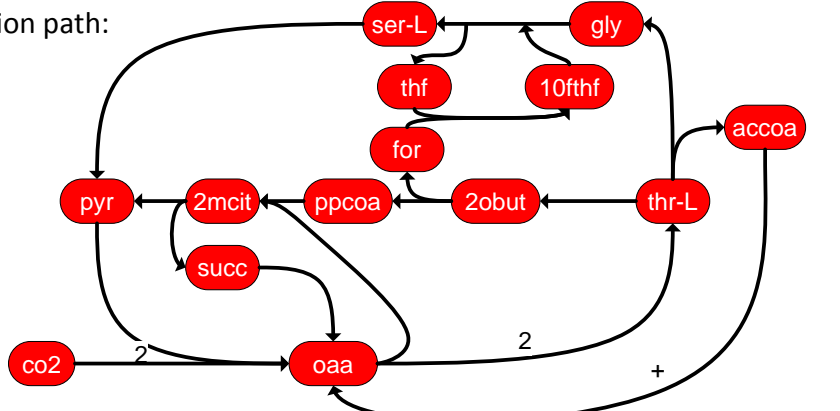 ion path:
ser-L
gly
thf
10fthf
accoa
for
pyr
2mcit
ppcoa
2obut
thr-L
succ
2
2
co2
oaa
+